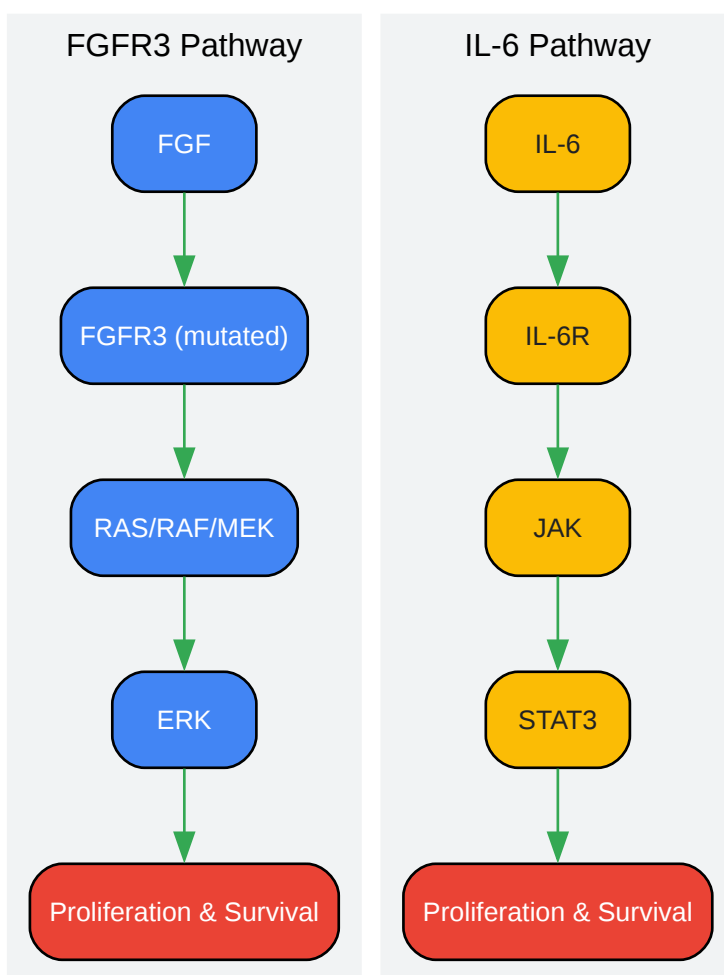 FGFR3 Pathway
FGF
FGFR3 (mutated)
RAS/RAF/MEK
ERK
Proliferation & Survival
IL-6 Pathway
IL-6
IL-6R
JAK
STAT3
Proliferation & Survival